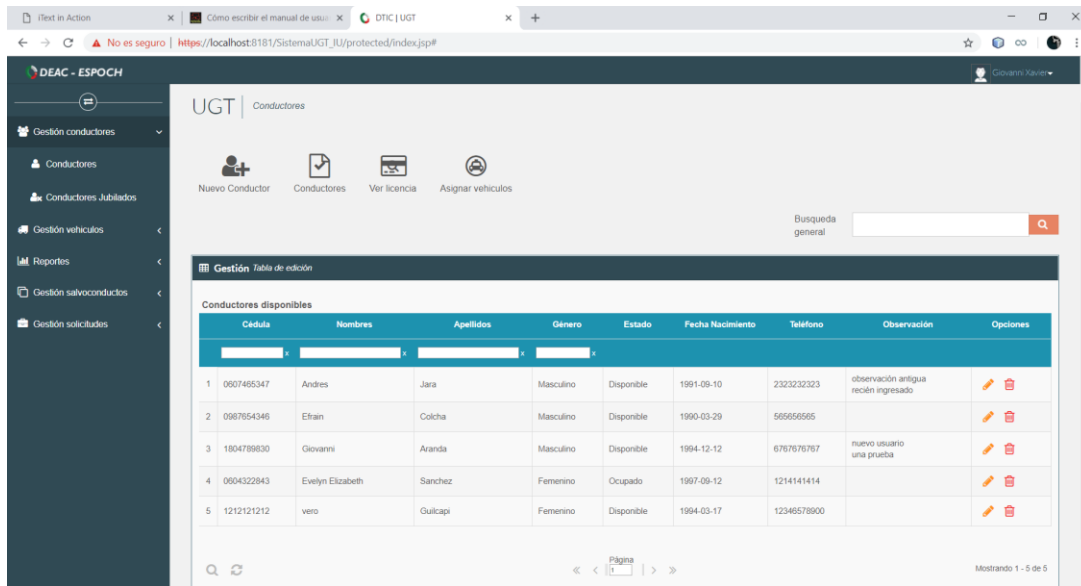 iText in Action
Cómo escribir el manual de usua
DTIC | UGT
No es seguro | https://localhost:8181/SistemaUGT_IU/protected/index.jsp#
DEAC - ESPOCH
Giovanni Xavier
UGT
Conductores
Gestión conductores
Conductores
Conductores Jubilados
Gestión vehiculos
Reportes
Gestión salvoconductos
Gestión solicitudes
Nuevo Conductor
Conductores
Ver licencia
Asignar vehiculos
Busqueda
general
Gestión Tabla de edición
Conductores disponibles
Cédula Nombres Apellidos Género Estado Fecha Nacimiento Teléfono Observación Opciones
x x x x
1 0607465347 Andres Jara Masculino Disponible 1991-09-10 2323232323 observación antigua
recién ingresado
2 0987654346 Efrain Colcha Masculino Disponible 1990-03-29 565656565
3 1804789830 Giovanni Aranda Masculino Disponible 1994-12-12 6767676767 nuevo usuario
una prueba
4 0604322843 Evelyn Elizabeth Sanchez Femenino Ocupado 1997-09-12 1214141414
5 1212121212 vero Guilcapi Femenino Disponible 1994-03-17 12346578900
Página
1
Mostrando 1 - 5 de 5